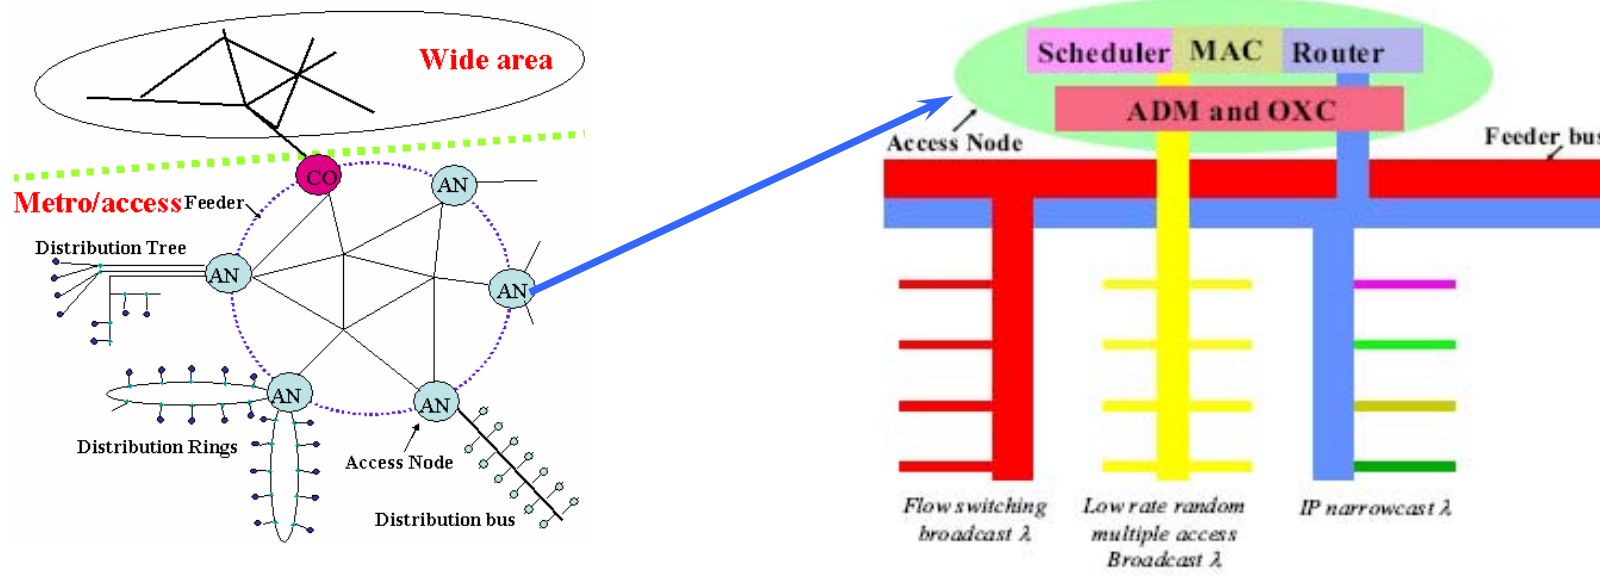 Wide area
CO
AN
Metro/access
Feeder
Distribution Tree
AN
AN
AN
AN
Distribution Rings
Access Node
Distribution bus
Scheduler
MAC
Router
ADM and OXC
Access Node
Feeder bus
Flow switching
broadcast λ
Low rate random
multiple access
Broadcast λ
IP narrowcast λ